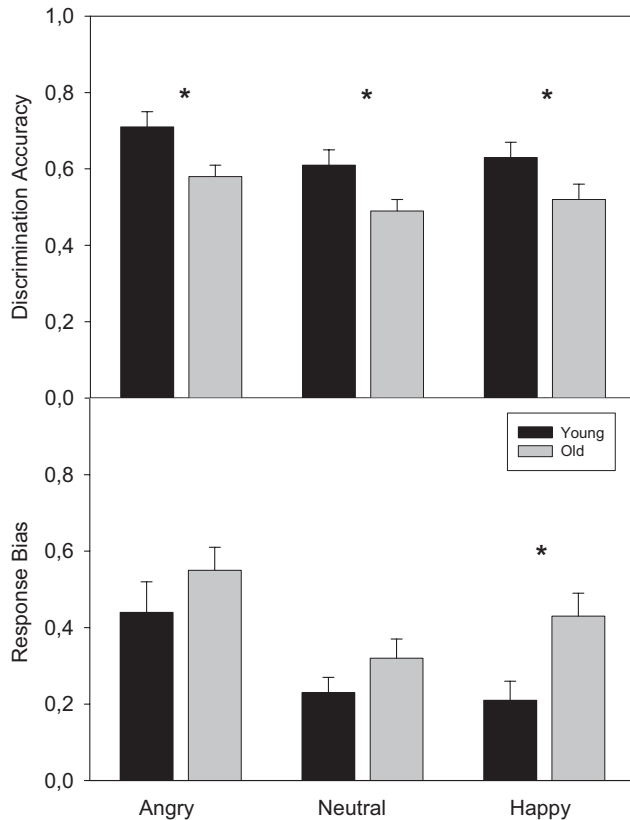 1,0
0,8
0,6
0,4
0,2
0,0
Discrimination Accuracy
* * *
Young
Old
0,8
0,6
0,4
0,2
0,0
Response Bias
*
Angry Neutral Happy